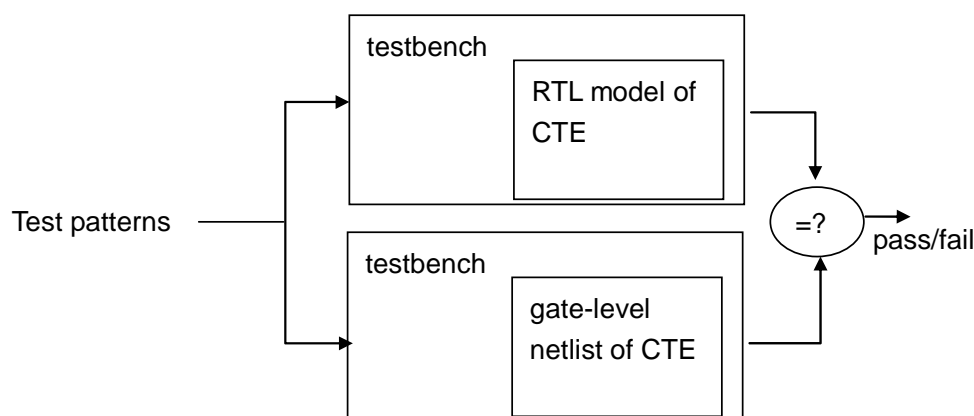 testbench
RTL model of
CTE
Test patterns
=?
pass/fail
testbench
gate-level
netlist of CTE